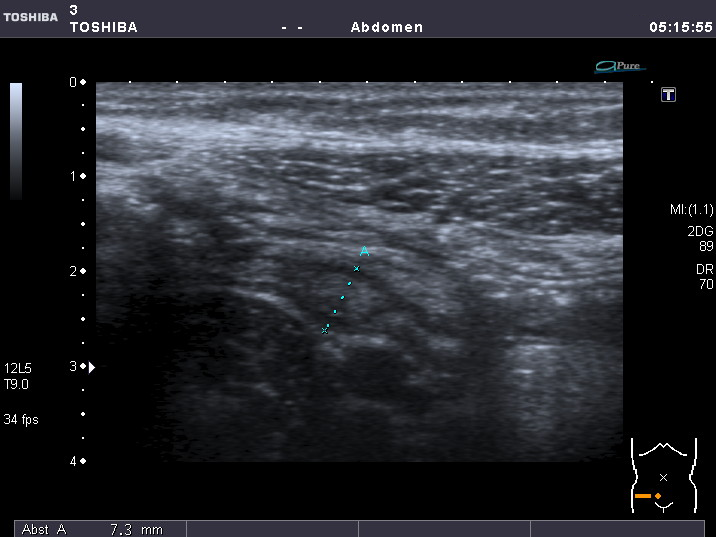 TOSHIBA
3
TOSHIBA - - Abdomen 05:15:55
aPure
T
0
1
A
2
3
4
MI:(1.1)
2DG
89
DR
70
12L5
T9.0
34 fps
Abst A 7.3 mm